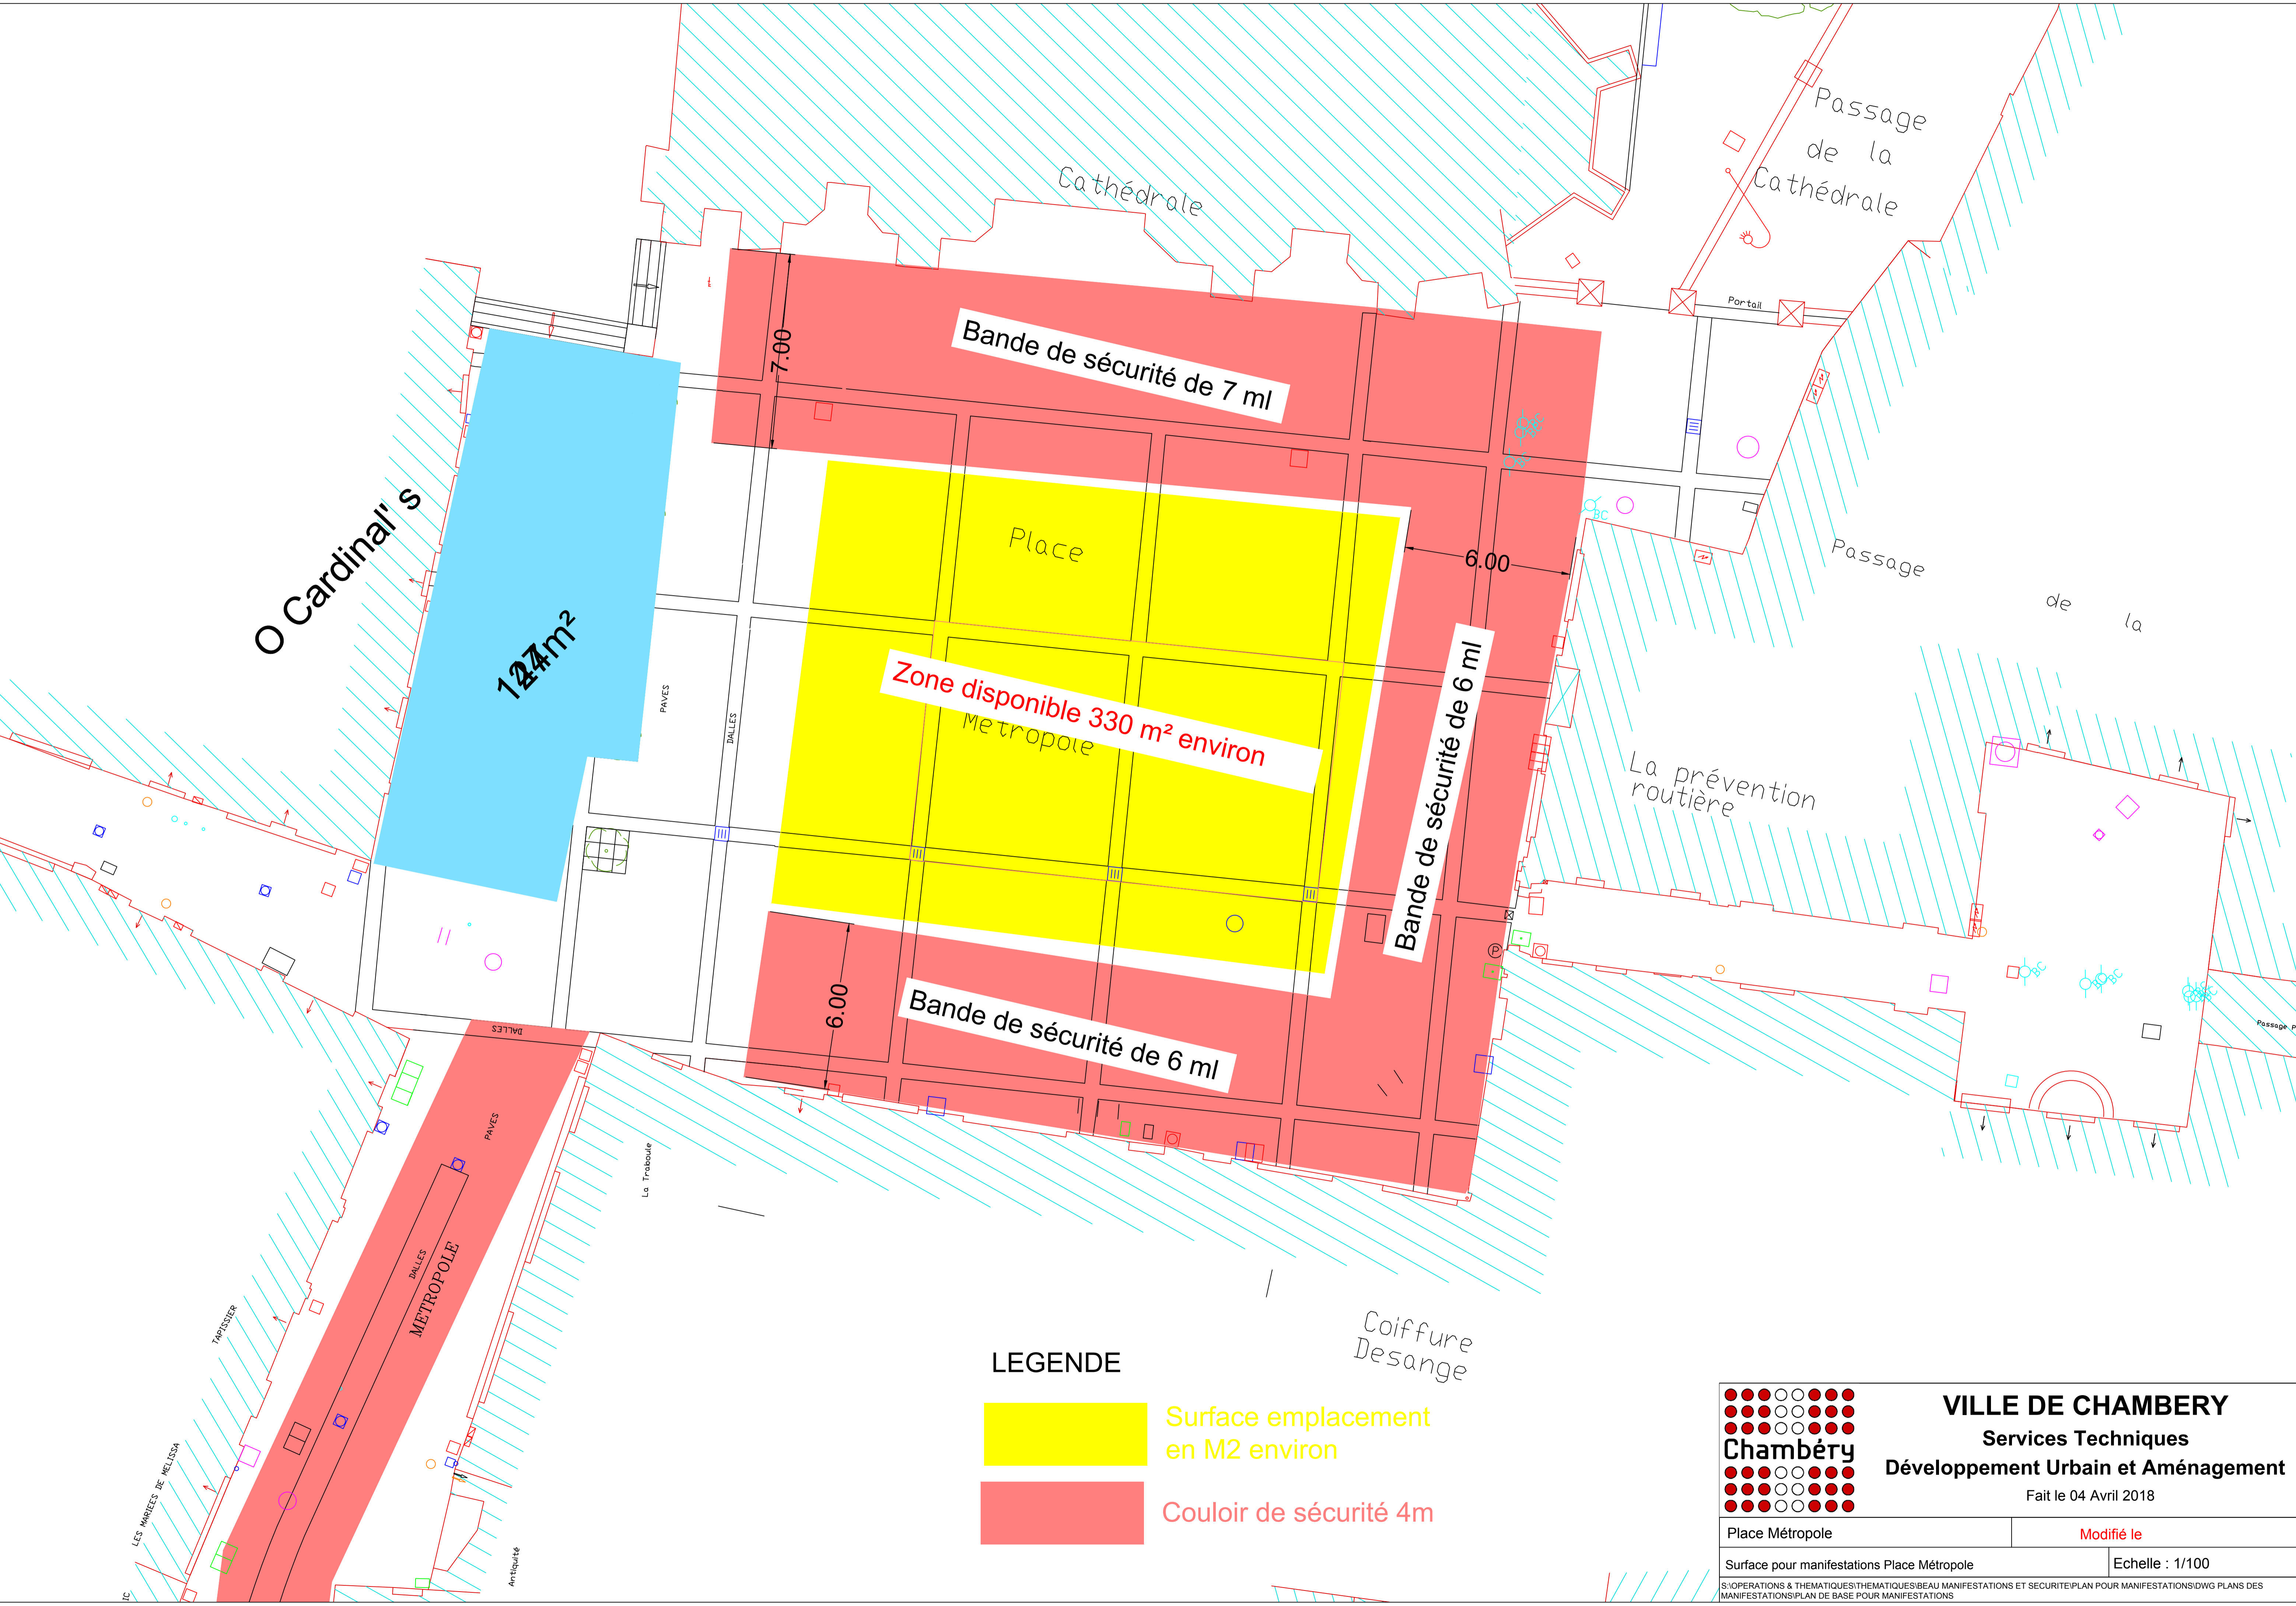 Cathédrale
Passage
de la
Cathédrale
Portail
7.00
Bande de sécurité de 7 ml
O Cardinal' s
Place
6.00
BC
Passage
de la
PAVES
DALLES
Zone disponible 330 m² environ
Métropole
Bande de sécurité de 6 ml
La prévention
routière
6.00
Bande de sécurité de 6 ml
P
BC
DALLES
PAVES
La Traboule
DALLES
METROPOLE
TAPISSIER
LES MARIEES DE MELISSA
Antiquité
IC
Coiffure
Desange
Passage P
LEGENDE
Surface emplacement
en M2 environ
Couloir de sécurité 4m
Chambéry
VILLE DE CHAMBERY
Services Techniques
Développement Urbain et Aménagement
Fait le 04 Avril 2018
Place Métropole
Modifié le
Surface pour manifestations Place Métropole
Echelle : 1/100
S:\OPERATIONS & THEMATIQUES\THEMATIQUES\BEAU MANIFESTATIONS ET SECURITE\PLAN POUR MANIFESTATIONS\DWG PLANS DES
MANIFESTATIONS\PLAN DE BASE POUR MANIFESTATIONS